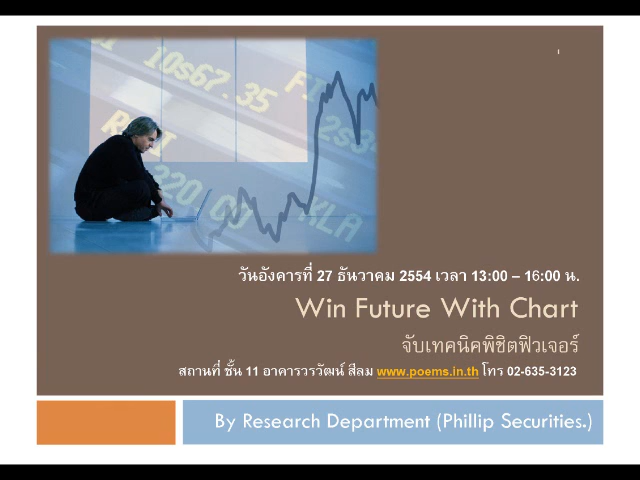 1
10s67.35
วันอังคารที่ 27 ธันวาคม 2554 เวลา 13:00 – 16:00 น.
Win Future With Chart
จับเทคนิคพิชิตฟิวเจอร์
สถานที่ ชั้น 11 อาคารวรวัฒน์ สีลม www.poems.in.th โทร 02-635-3123
By Research Department (Phillip Securities.)